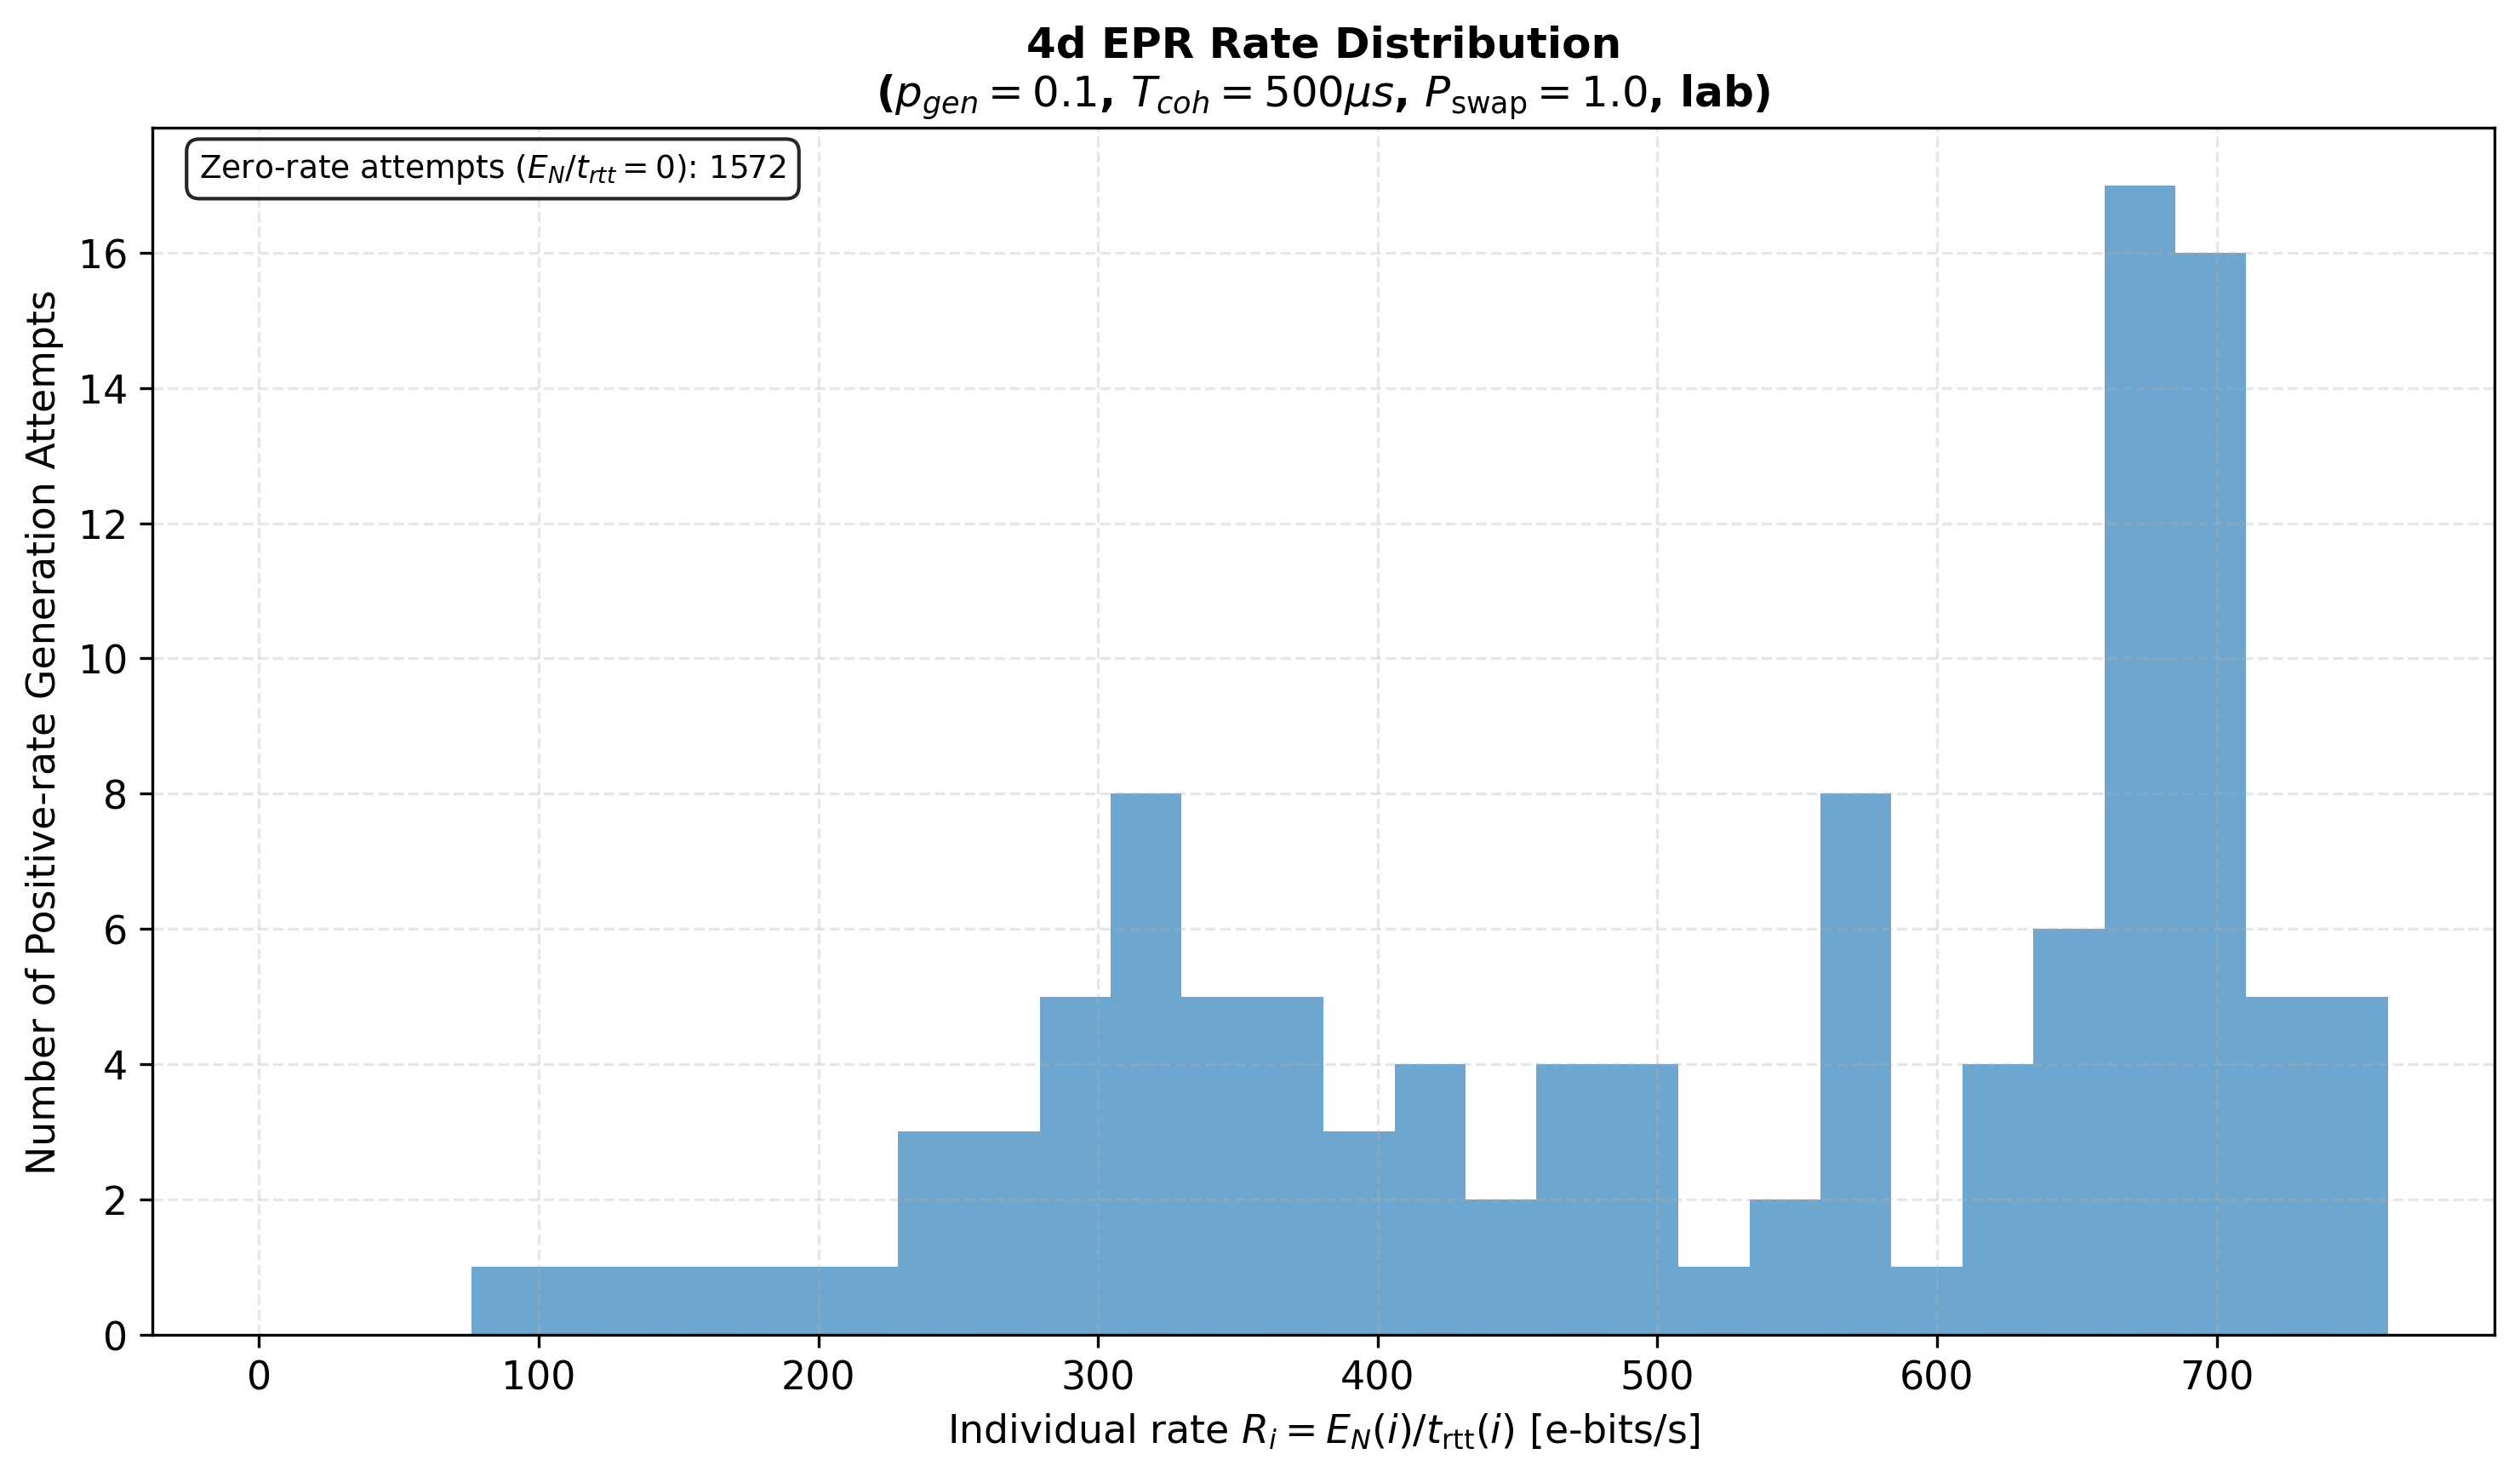 4d EPR Rate Distribution
(p_gen = 0.1, T_coh = 500μs, P_swap = 1.0, lab)
Zero-rate attempts (E_N/t_rtt = 0): 1572
Number of Positive-rate Generation Attempts
16
14
12
10
8
6
4
2
0
0 100 200 300 400 500 600 700
Individual rate R_i = E_N(i)/t_rtt(i) [e-bits/s]